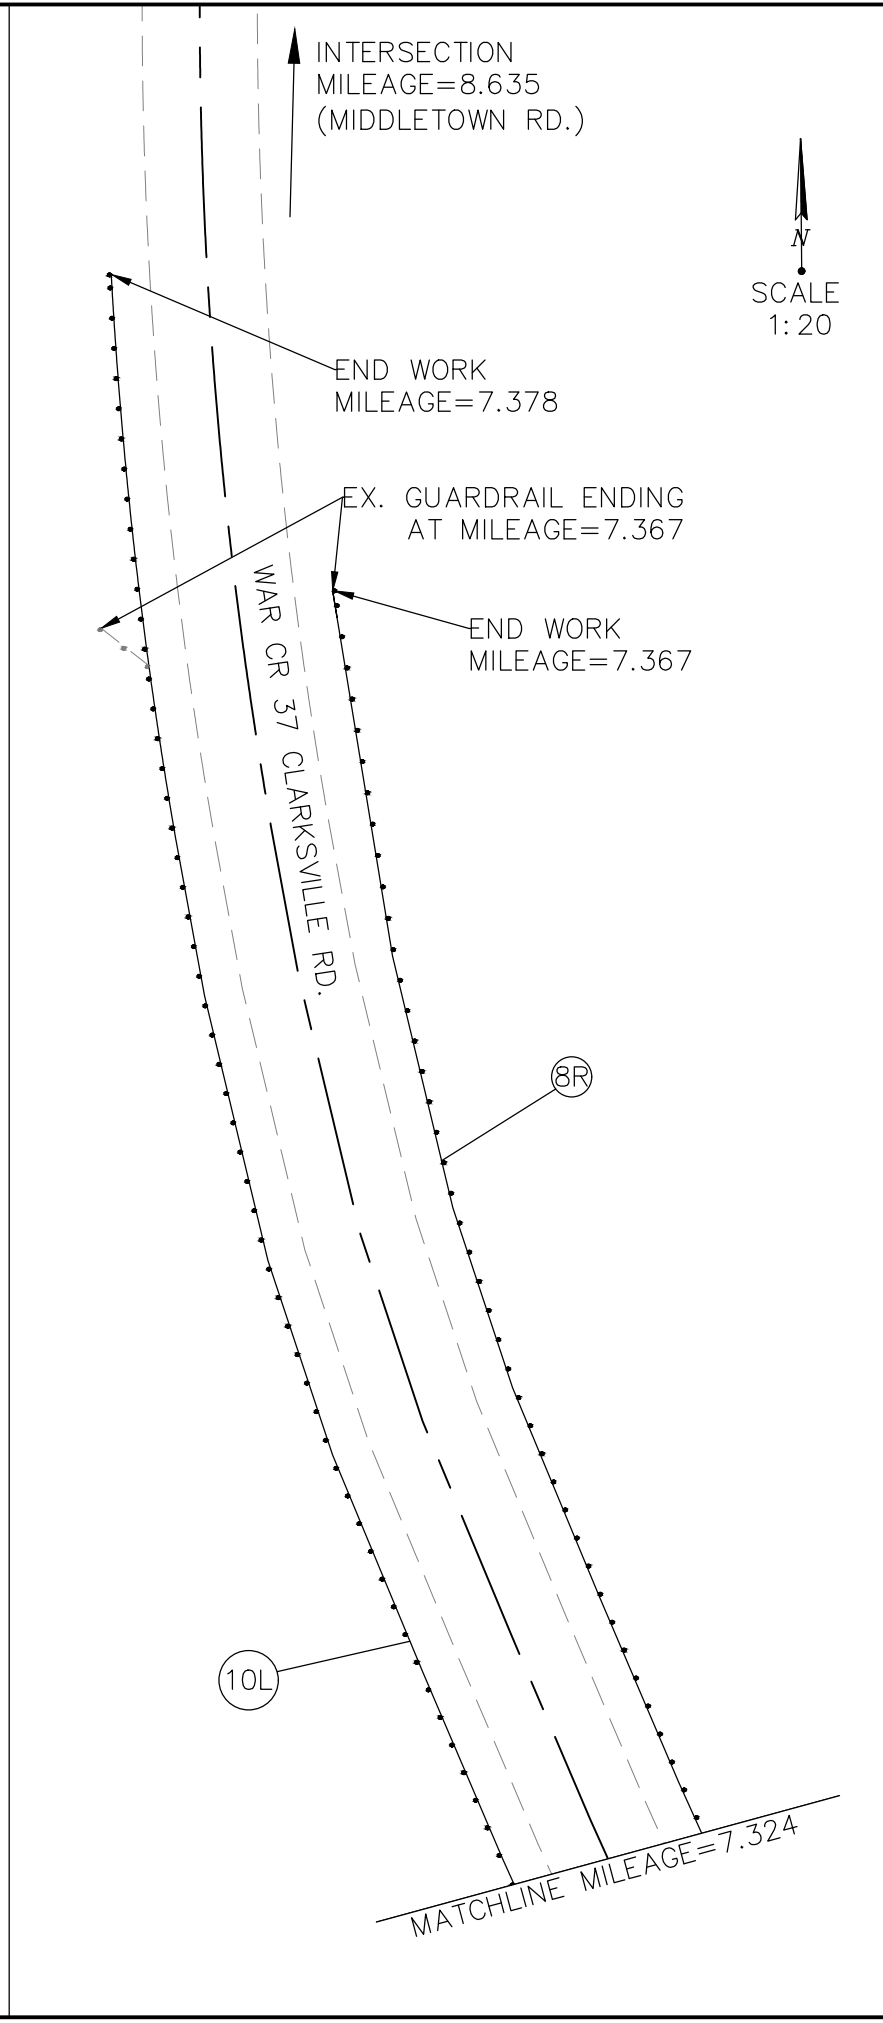 INTERSECTION
MILEAGE=8.635
(MIDDLETOWN RD.)
N
SCALE
1:20
END WORK
MILEAGE=7.378
EX. GUARDRAIL ENDING
AT MILEAGE=7.367
END WORK
MILEAGE=7.367
WAR CR 37 CLARKSVILLE RD.
8R
10L
MATCHLINE MILEAGE=7.324